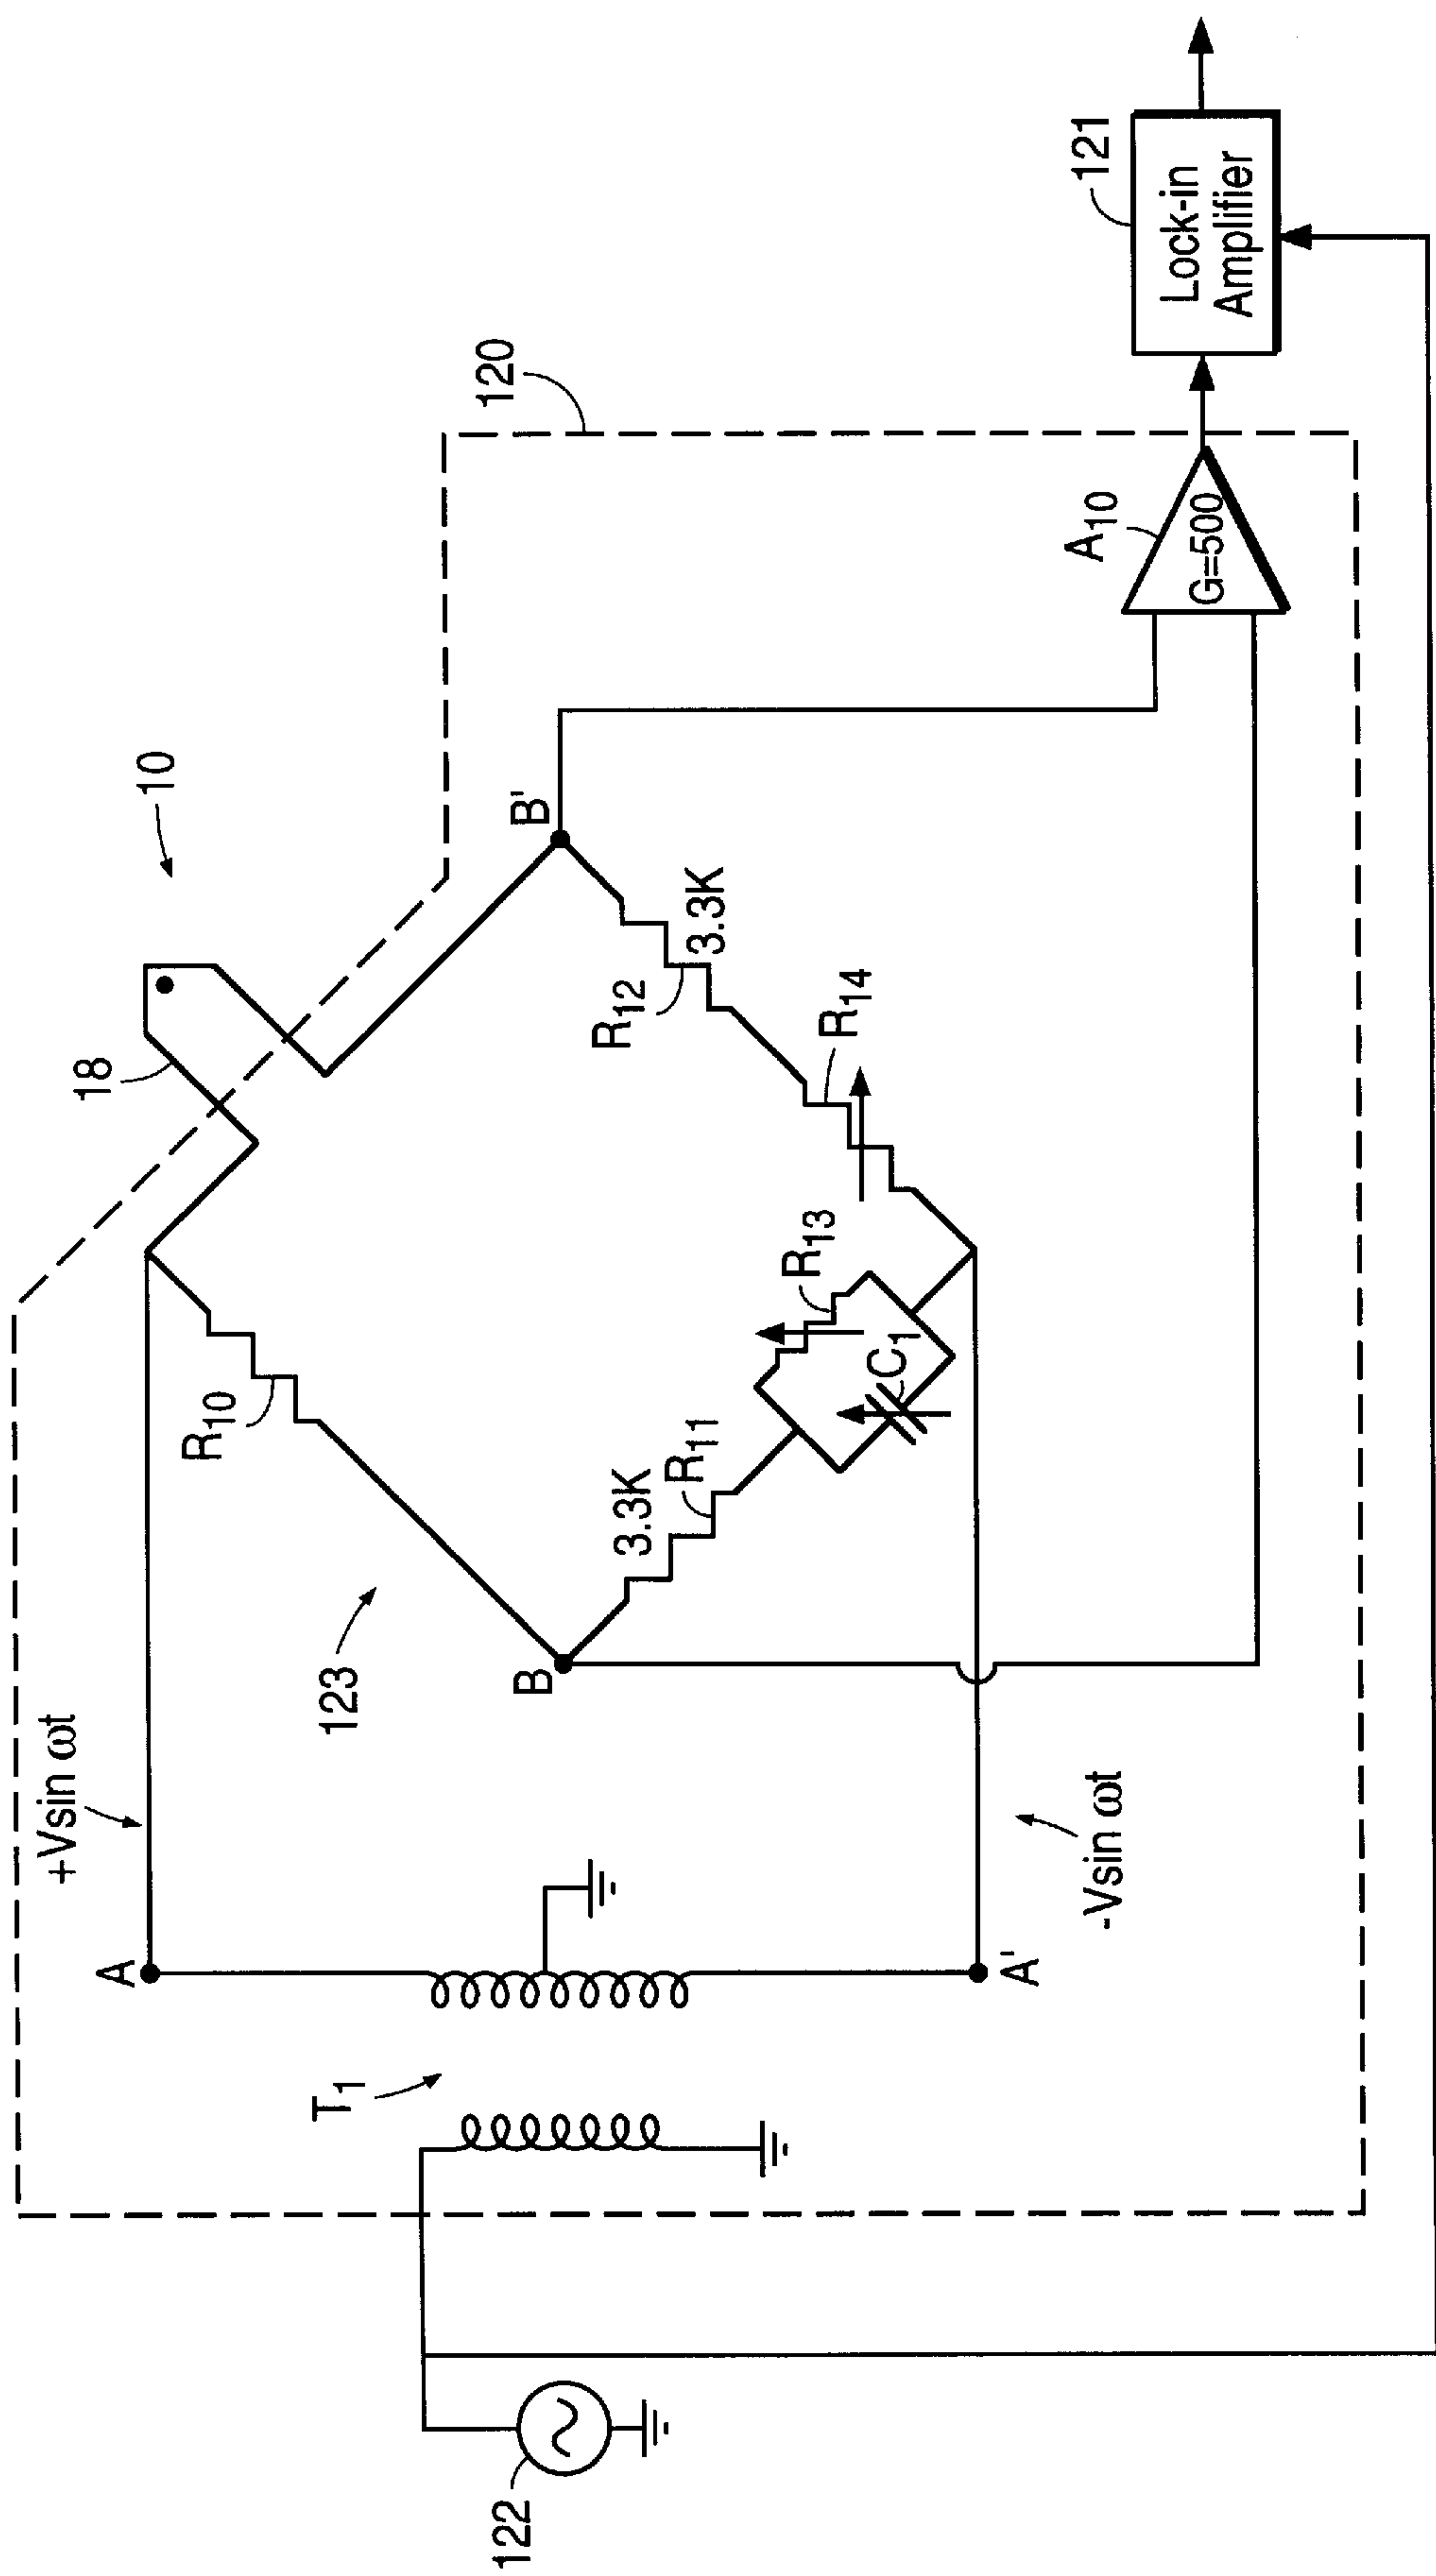 +Vsin ωt
A
T1
122
123
R10
18
10
B
3.3K
R11
R13
C1
B'
R12
3.3K
R14
-Vsin ωt
A'
120
A10
G=500
121
Lock-in
Amplifier